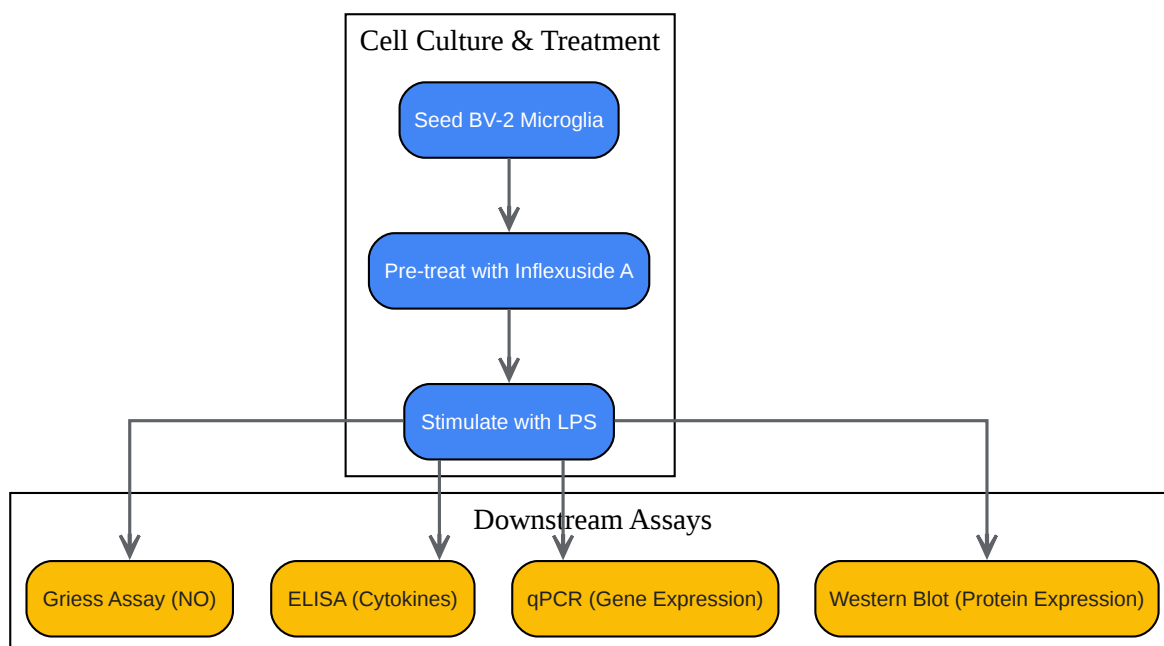 Cell Culture & Treatment
Seed BV-2 Microglia
Pre-treat with Inflexuside A
Stimulate with LPS
Downstream Assays
Griess Assay (NO)
ELISA (Cytokines)
qPCR (Gene Expression)
Western Blot (Protein Expression)